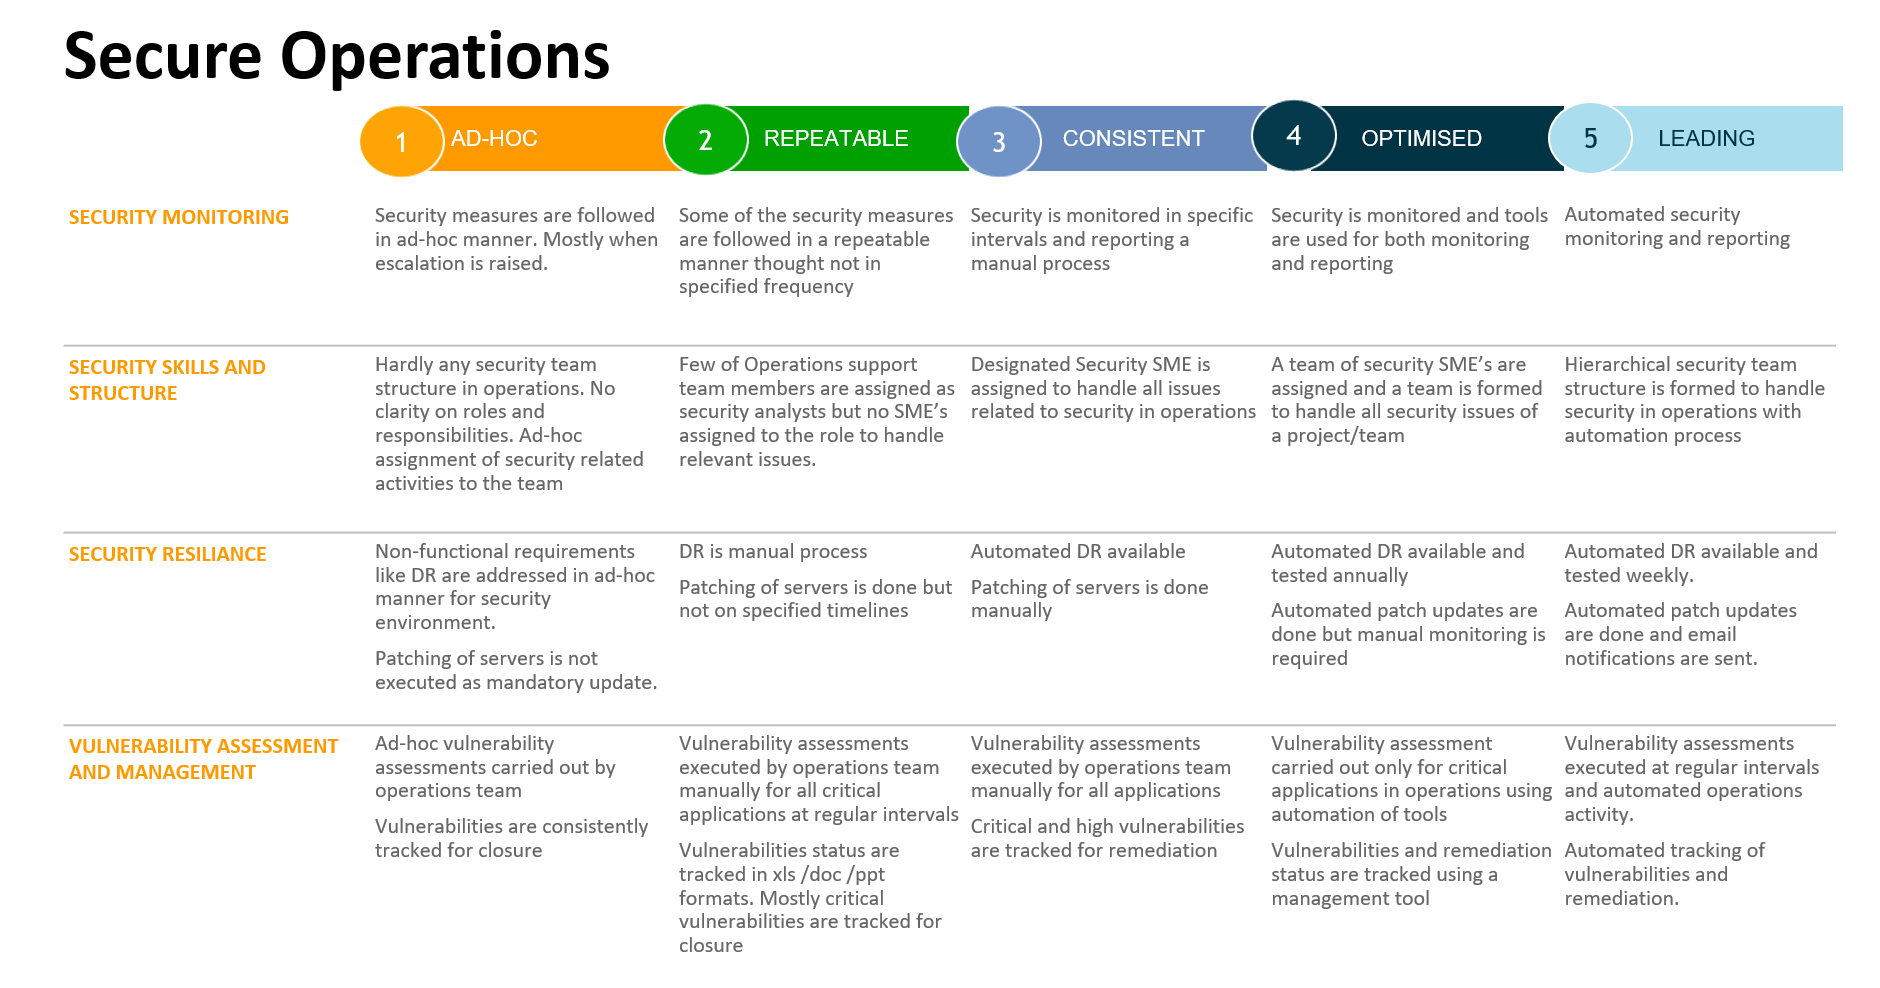 Secure Operations
1 AD-HOC
2 REPEATABLE
3 CONSISTENT
4 OPTIMISED
5 LEADING
SECURITY MONITORING
Security measures are followed
in ad-hoc manner. Mostly when
escalation is raised.
Some of the security measures
are followed in a repeatable
manner thought not in
specified frequency
Security is monitored in specific
intervals and reporting a
manual process
Security is monitored and tools
are used for both monitoring
and reporting
Automated security
monitoring and reporting
SECURITY SKILLS AND
STRUCTURE
Hardly any security team
structure in operations. No
clarity on roles and
responsibilities. Ad-hoc
assignment of security related
activities to the team
Few of Operations support
team members are assigned as
security analysts but no SME’s
assigned to the role to handle
relevant issues.
Designated Security SME is
assigned to handle all issues
related to security in operations
A team of security SME’s are
assigned and a team is formed
to handle all security issues of
a project/team
Hierarchical security team
structure is formed to handle
security in operations with
automation process
SECURITY RESILIANCE
Non-functional requirements
like DR are addressed in ad-hoc
manner for security
environment.
Patching of servers is not
executed as mandatory update.
DR is manual process
Patching of servers is done but
not on specified timelines
Automated DR available
Patching of servers is done
manually
Automated DR available and
tested annually
Automated patch updates are
done but manual monitoring is
required
Automated DR available and
tested weekly.
Automated patch updates
are done and email
notifications are sent.
VULNERABILITY ASSESSMENT
AND MANAGEMENT
Ad-hoc vulnerability
assessments carried out by
operations team
Vulnerabilities are consistently
tracked for closure
Vulnerability assessments
executed by operations team
manually for all critical
applications at regular intervals
Vulnerabilities status are
tracked in xls /doc /ppt
formats. Mostly critical
vulnerabilities are tracked for
closure
Vulnerability assessments
executed by operations team
manually for all applications
Critical and high vulnerabilities
are tracked for remediation
Vulnerability assessment
carried out only for critical
applications in operations using
automation of tools
Vulnerabilities and remediation
status are tracked using a
management tool
Vulnerability assessments
executed at regular intervals
and automated operations
activity.
Automated tracking of
vulnerabilities and
remediation.